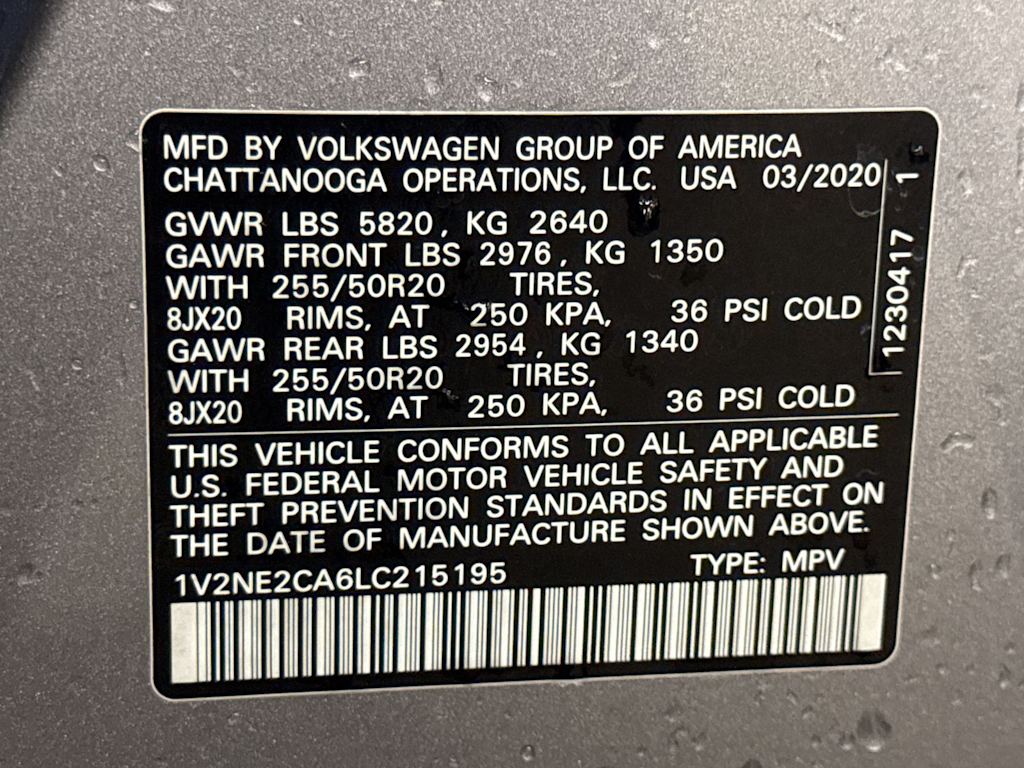 MFD BY VOLKSWAGEN GROUP OF AMERICA
CHATTANOOGA OPERATIONS, LLC. USA 03/2020
GVWR LBS 5820, KG 2640
GAWR FRONT LBS 2976, KG 1350
WITH 255/50R20 TIRES,
8JX20 RIMS, AT 250 KPA, 36 PSI COLD
GAWR REAR LBS 2954, KG 1340
WITH 255/50R20 TIRES,
8JX20 RIMS, AT 250 KPA, 36 PSI COLD
1230417 1
THIS VEHICLE CONFORMS TO ALL APPLICABLE
U.S. FEDERAL MOTOR VEHICLE SAFETY AND
THEFT PREVENTION STANDARDS IN EFFECT ON
THE DATE OF MANUFACTURE SHOWN ABOVE.
1V2NE2CA6LC215195 TYPE: MPV